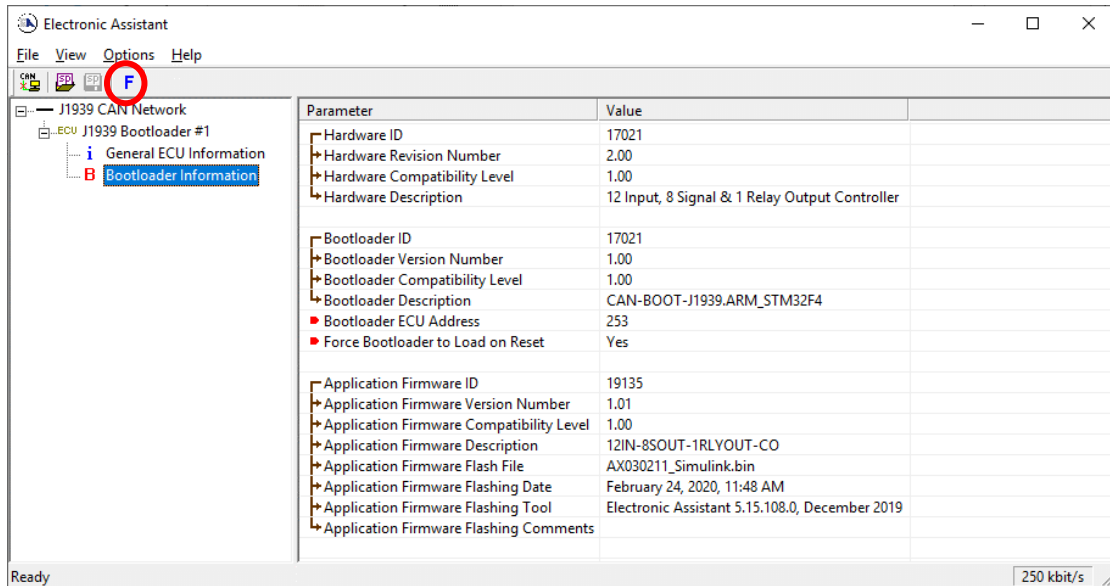 Electronic Assistant
File View Options Help
CAN SP SP F
J1939 CAN Network
ECU J1939 Bootloader #1
i General ECU Information
B Bootloader Information
Parameter Value
Hardware ID 17021
Hardware Revision Number 2.00
Hardware Compatibility Level 1.00
Hardware Description 12 Input, 8 Signal & 1 Relay Output Controller
Bootloader ID 17021
Bootloader Version Number 1.00
Bootloader Compatibility Level 1.00
Bootloader Description CAN-BOOT-J1939.ARM_STM32F4
Bootloader ECU Address 253
Force Bootloader to Load on Reset Yes
Application Firmware ID 19135
Application Firmware Version Number 1.01
Application Firmware Compatibility Level 1.00
Application Firmware Description 12IN-8SOUT-1RLYOUT-CO
Application Firmware Flash File AX030211_Simulink.bin
Application Firmware Flashing Date February 24, 2020, 11:48 AM
Application Firmware Flashing Tool Electronic Assistant 5.15.108.0, December 2019
Application Firmware Flashing Comments
Ready 250 kbit/s